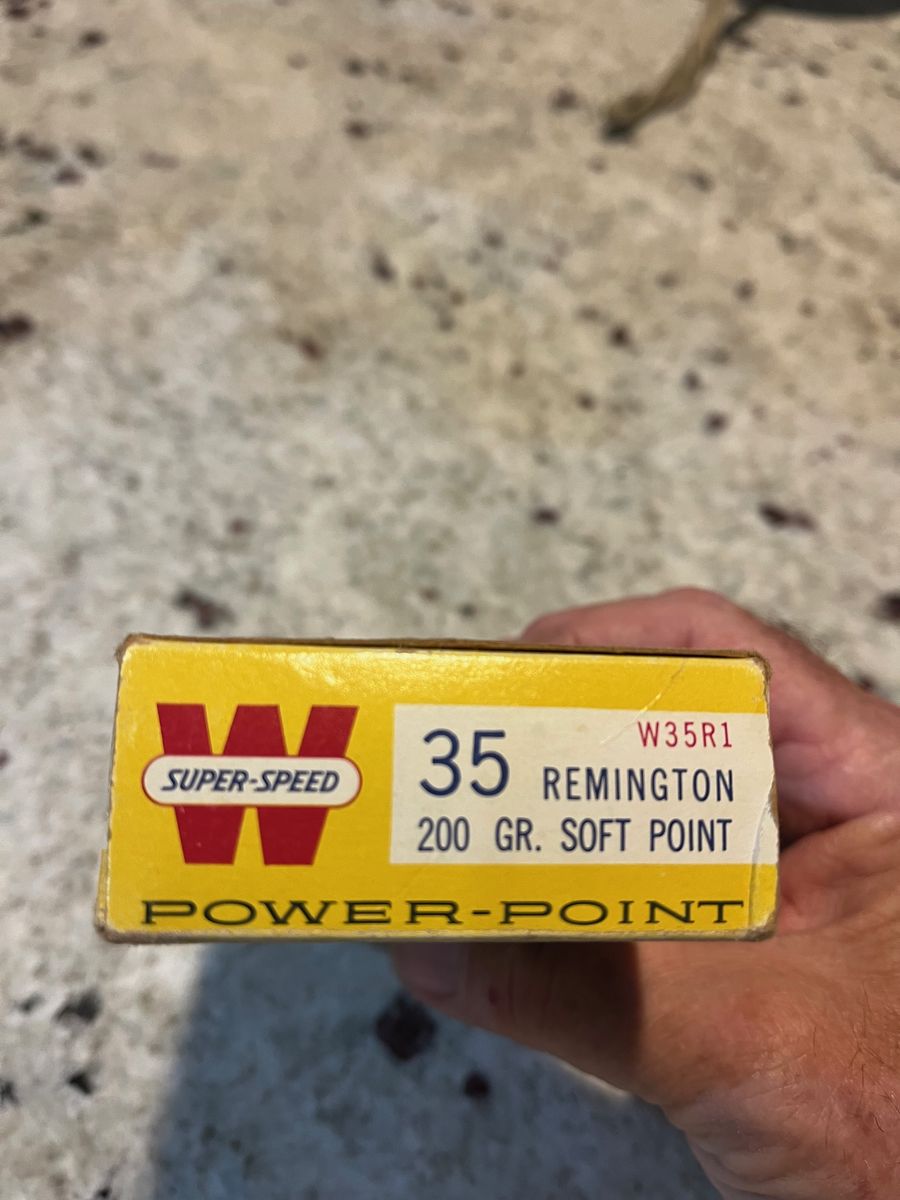 W
SUPER-SPEED
W35R1
35 REMINGTON
200 GR. SOFT POINT
POWER-POINT